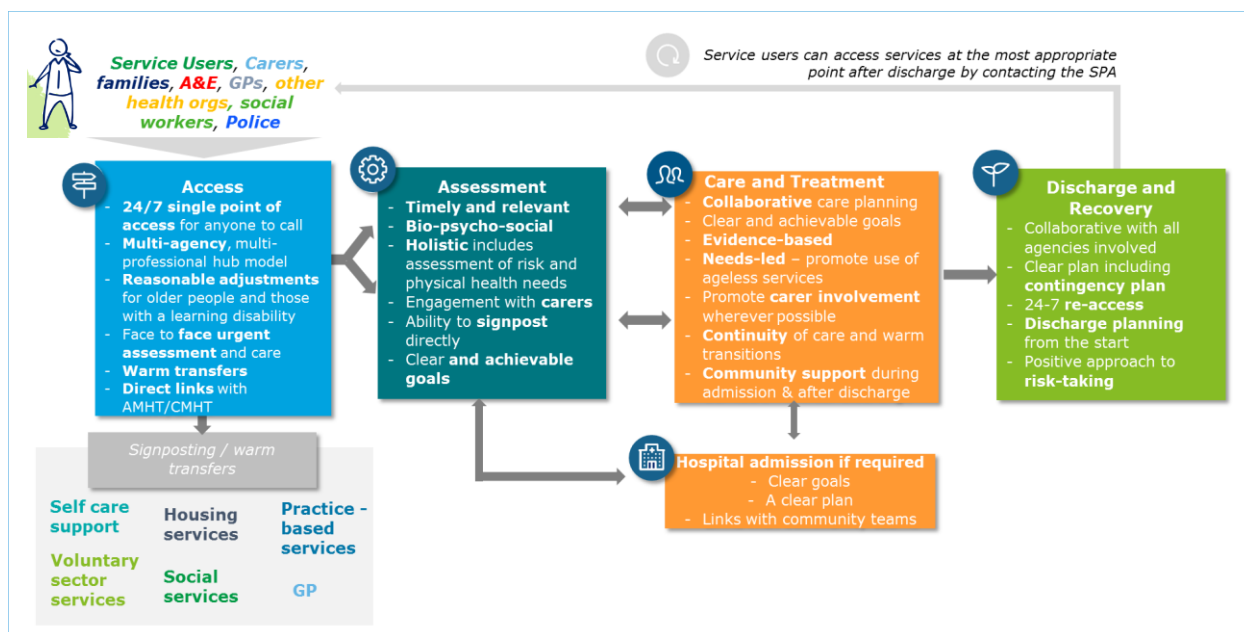 Service Users, Carers,
families, A&E, GPs, other
health orgs, social
workers, Police
Service users can access services at the most appropriate
point after discharge by contacting the SPA
Access
- 24/7 single point of
access for anyone to call
- Multi-agency, multi-
professional hub model
- Reasonable adjustments
for older people and those
with a learning disability
- Face to face urgent
assessment and care
- Warm transfers
- Direct links with
AMHT/CMHT
Assessment
- Timely and relevant
- Bio-psycho-social
- Holistic includes
assessment of risk and
physical health needs
- Engagement with carers
- Ability to signpost
directly
- Clear and achievable
goals
Care and Treatment
- Collaborative care planning
- Clear and achievable goals
- Evidence-based
- Needs-led – promote use of
ageless services
- Promote carer involvement
wherever possible
- Continuity of care and warm
transitions
- Community support during
admission & after discharge
Discharge and
Recovery
- Collaborative with all
agencies involved
- Clear plan including
contingency plan
- 24-7 re-access
- Discharge planning
from the start
- Positive approach to
risk-taking
Hospital admission if required
- Clear goals
- A clear plan
- Links with community teams
Signposting / warm
transfers
Self care
support
Housing
services
Practice -
based
services
Voluntary
sector
services
Social
services
GP